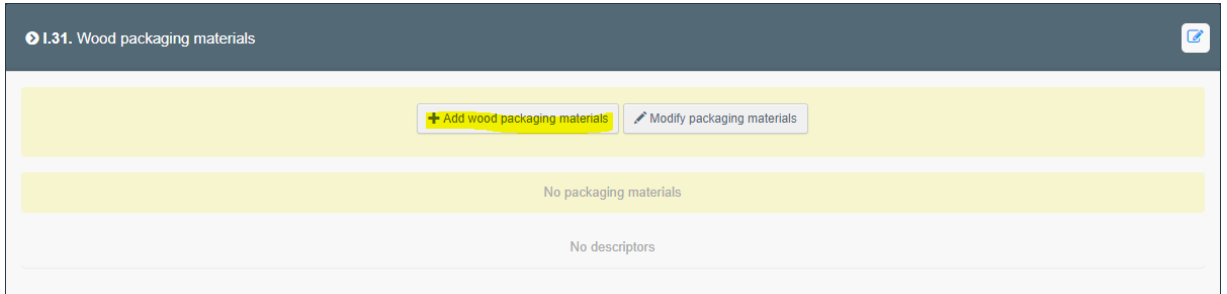 I.31. Wood packaging materials
Add wood packaging materials Modify packaging materials
No packaging materials
No descriptors